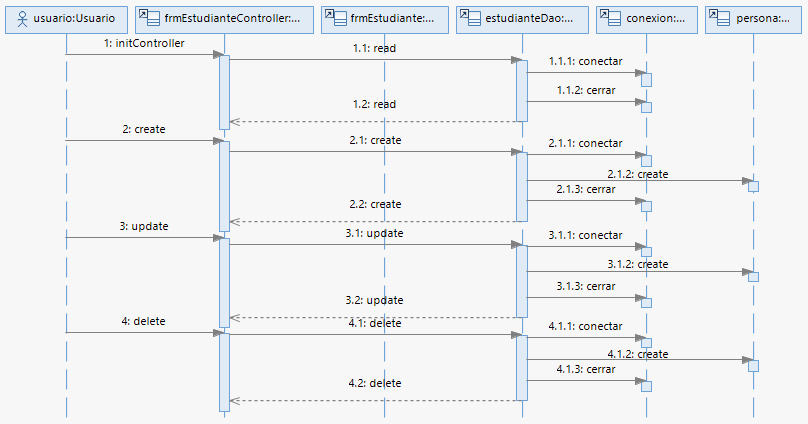 usuario:Usuario
frmEstudianteController:...
frmEstudiante:...
estudianteDao:...
conexion:...
persona:...
1: initController
1.1: read
1.1.1: conectar
1.1.2: cerrar
1.2: read
2: create
2.1: create
2.1.1: conectar
2.1.2: create
2.1.3: cerrar
2.2: create
3: update
3.1: update
3.1.1: conectar
3.1.2: create
3.1.3: cerrar
3.2: update
4: delete
4.1: delete
4.1.1: conectar
4.1.2: create
4.1.3: cerrar
4.2: delete